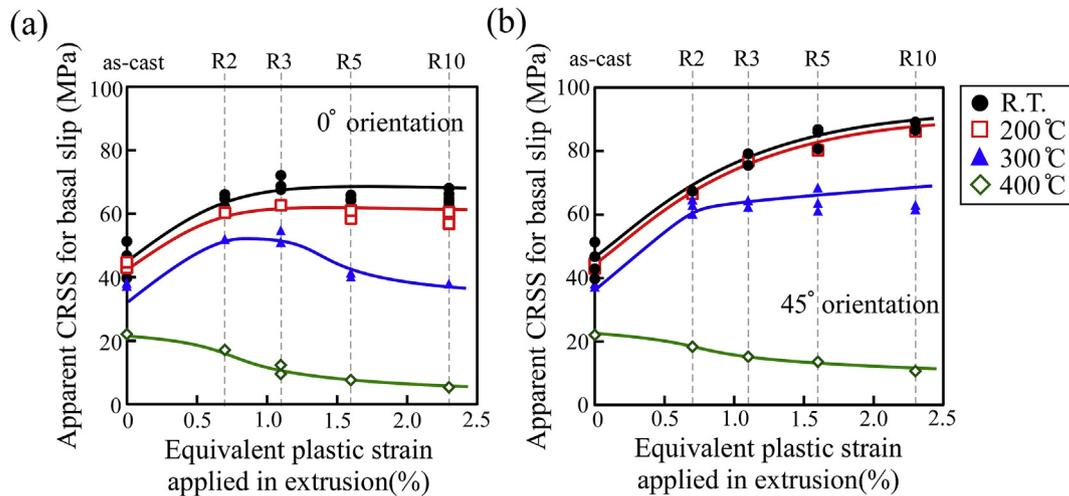 (a)
(b)
as-cast R2 R3 R5 R10
as-cast R2 R3 R5 R10
Apparent CRSS for basal slip (MPa)
100
80
60
40
20
0
0° orientation
0 0.5 1.0 1.5 2.0 2.5
Equivalent plastic strain
applied in extrusion(%)
Apparent CRSS for basal slip (MPa)
100
80
60
40
20
0
45° orientation
0 0.5 1.0 1.5 2.0 2.5
Equivalent plastic strain
applied in extrusion(%)
R.T.
200℃
300℃
400℃